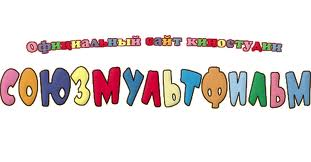 Официальный сайт киностудии
СОЮЗМУЛЬТФИЛЬМ